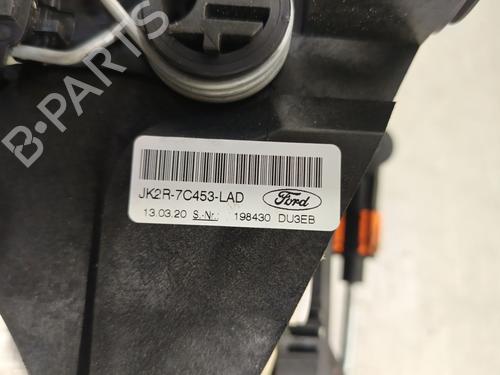 B-PARTS
JK2R-7C453-LAD
Ford
13.03.20 S.-Nr.: 198430 DU3EB